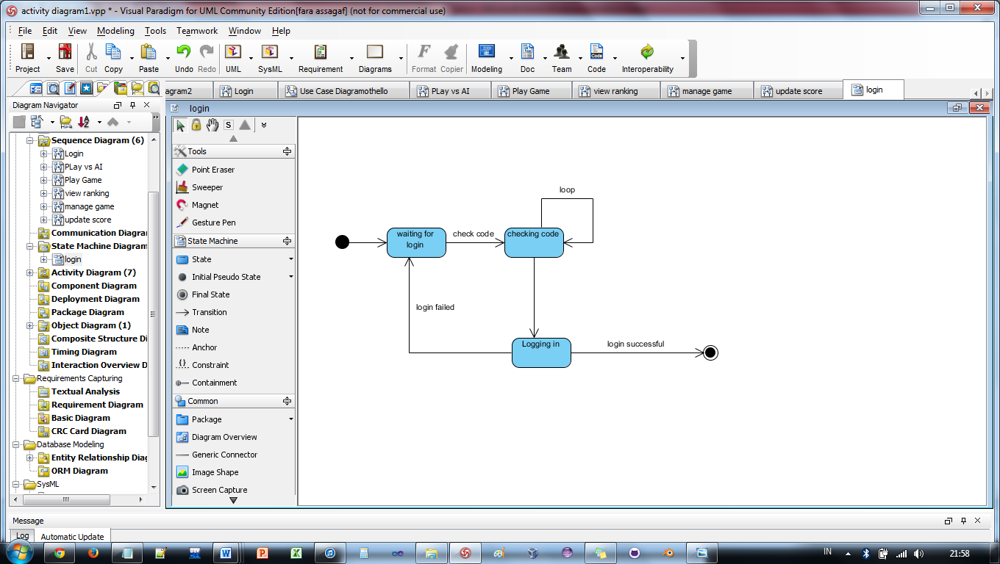 activity diagram1.vpp * - Visual Paradigm for UML Community Edition[fara assagaf] (not for commercial use)
File Edit View Modeling Tools Teamwork Window Help
Project Save Cut Copy Paste Undo Redo UML SysML Requirement Diagrams Format Copier Modeling Doc Team Code Interoperability
agram2 Login Use Case Diagramothello PLay vs AI Play Game view ranking manage game update score login
Diagram Navigator
login
Sequence Diagram (6)
Login
PLay vs AI
Play Game
view ranking
manage game
update score
Communication Diagram
State Machine Diagram
login
Activity Diagram (7)
Component Diagram
Deployment Diagram
Package Diagram
Object Diagram (1)
Composite Structure Di
Timing Diagram
Interaction Overview D
Requirements Capturing
Textual Analysis
Requirement Diagram
Basic Diagram
CRC Card Diagram
Database Modeling
Entity Relationship Diag
ORM Diagram
SysML
S
Tools
Point Eraser
Sweeper
Magnet
Gesture Pen
State Machine
State
Initial Pseudo State
Final State
Transition
Note
Anchor
Constraint
Containment
Common
Package
Diagram Overview
Generic Connector
Image Shape
Screen Capture
loop
waiting for
login
check code
checking code
login failed
Logging in
login successful
Message
Log Automatic Update
IN 21:58